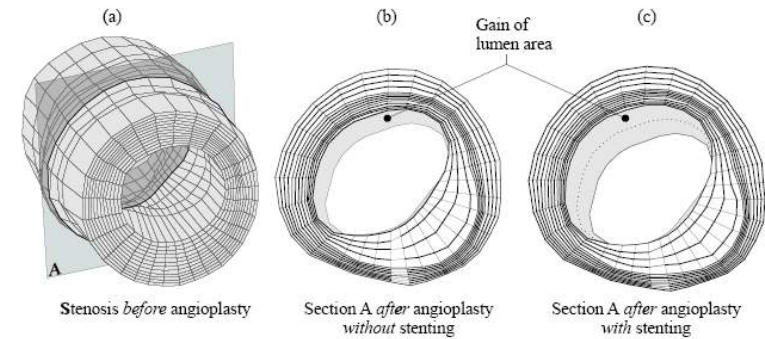 (a)
(b)
(c)
Gain of
lumen area
A
Stenosis before angioplasty
Section A after angioplasty
without stenting
Section A after angioplasty
with stenting